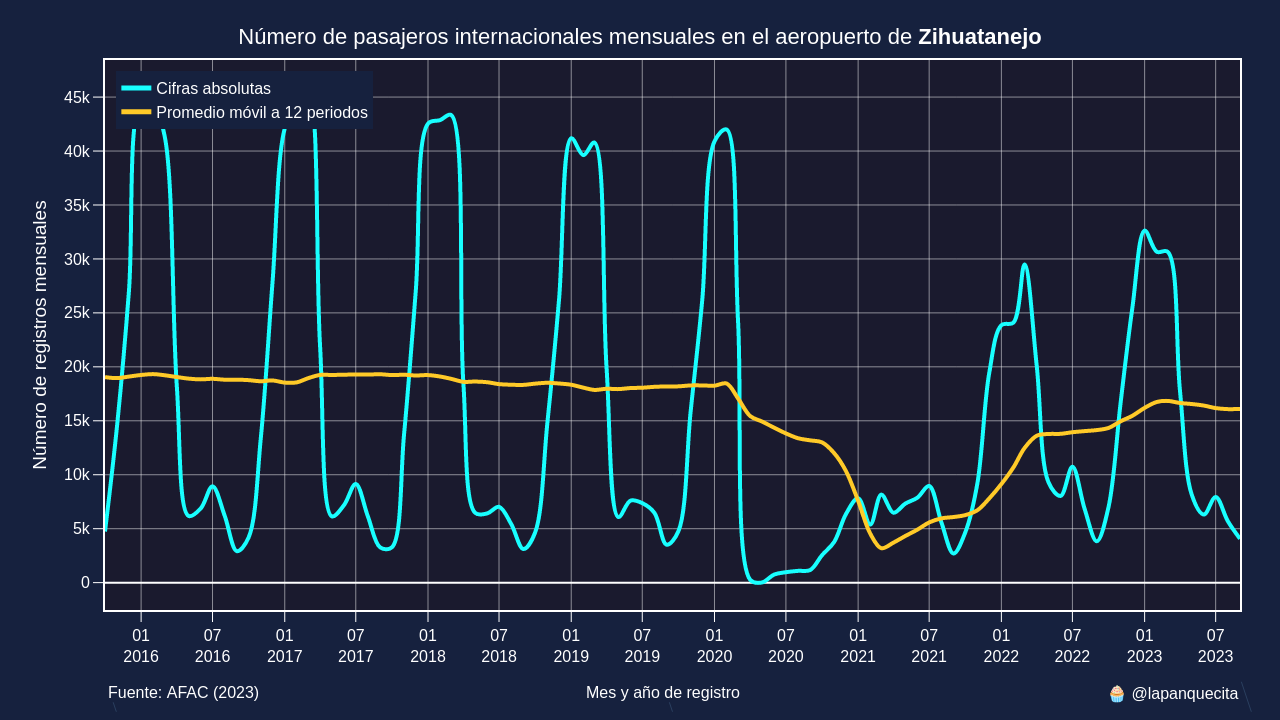 Número de pasajeros internacionales mensuales en el aeropuerto de Zihuatanejo
Cifras absolutas
Promedio móvil a 12 periodos
Número de registros mensuales
45k
40k
35k
30k
25k
20k
15k
10k
5k
0
01 07 01 07 01 07 01 07 01 07 01 07 01 07 01 07
2016 2016 2017 2017 2018 2018 2019 2019 2020 2020 2021 2021 2022 2022 2023 2023
Fuente: AFAC (2023) Mes y año de registro 🧁 @lapanquecita